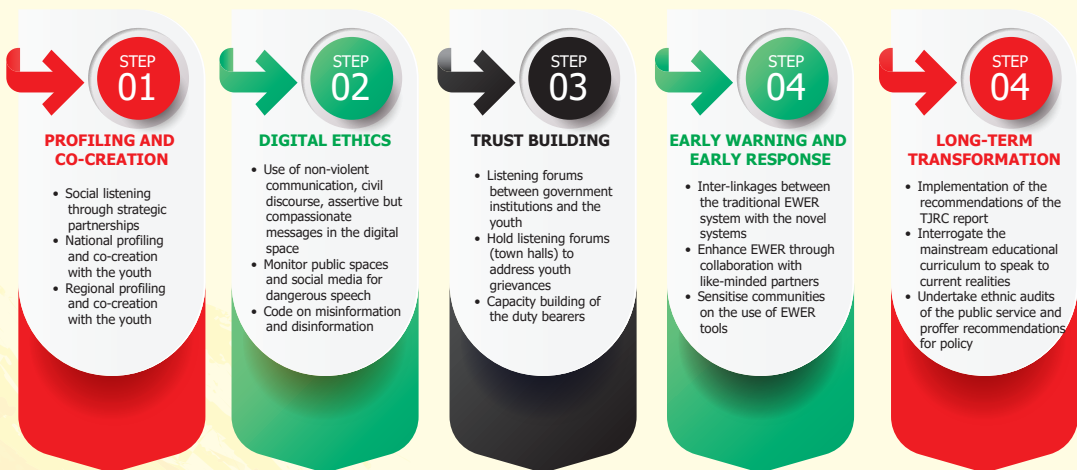 STEP
01
PROFILING AND
CO-CREATION
• Social listening
through strategic
partnerships
• National profiling
and co-creation
with the youth
• Regional profiling
and co-creation
with the youth
STEP
02
DIGITAL ETHICS
• Use of non-violent
communication, civil
discourse, assertive but
compassionate
messages in the digital
space
• Monitor public spaces
and social media for
dangerous speech
• Code on misinformation
and disinformation
STEP
03
TRUST BUILDING
• Listening forums
between government
institutions and the
youth
• Hold listening forums
(town halls) to
address youth
grievances
• Capacity building of
the duty bearers
STEP
04
EARLY WARNING AND
EARLY RESPONSE
• Inter-linkages between
the traditional EWER
system with the novel
systems
• Enhance EWER through
collaboration with
like-minded partners
• Sensitise communities
on the use of EWER
tools
STEP
04
LONG-TERM
TRANSFORMATION
• Implementation of the
recommendations of the
TJRC report
• Interrogate the
mainstream educational
curriculum to speak to
current realities
• Undertake ethnic audits
of the public service and
proffer recommendations
for policy